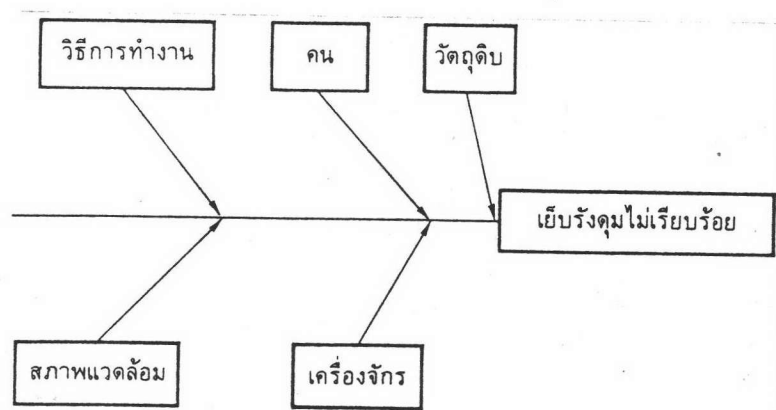 วิธีการทำงาน
คน
วัตถุดิบ
เย็บรังดุมไม่เรียบร้อย
สภาพแวดล้อม
เครื่องจักร